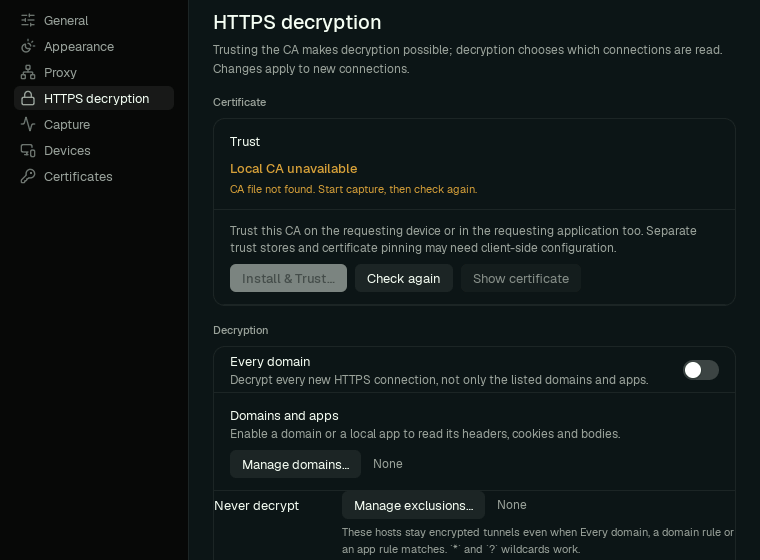 General
Appearance
Proxy
HTTPS decryption
Capture
Devices
Certificates
HTTPS decryption
Trusting the CA makes decryption possible; decryption chooses which connections are read.
Changes apply to new connections.
Certificate
Trust
Local CA unavailable
CA file not found. Start capture, then check again.
Trust this CA on the requesting device or in the requesting application too. Separate
trust stores and certificate pinning may need client-side configuration.
Install & Trust…
Check again
Show certificate
Decryption
Every domain
Decrypt every new HTTPS connection, not only the listed domains and apps.
Domains and apps
Enable a domain or a local app to read its headers, cookies and bodies.
Manage domains…
None
Never decrypt
Manage exclusions…
None
These hosts stay encrypted tunnels even when Every domain, a domain rule or
an app rule matches. `*` and `?` wildcards work.